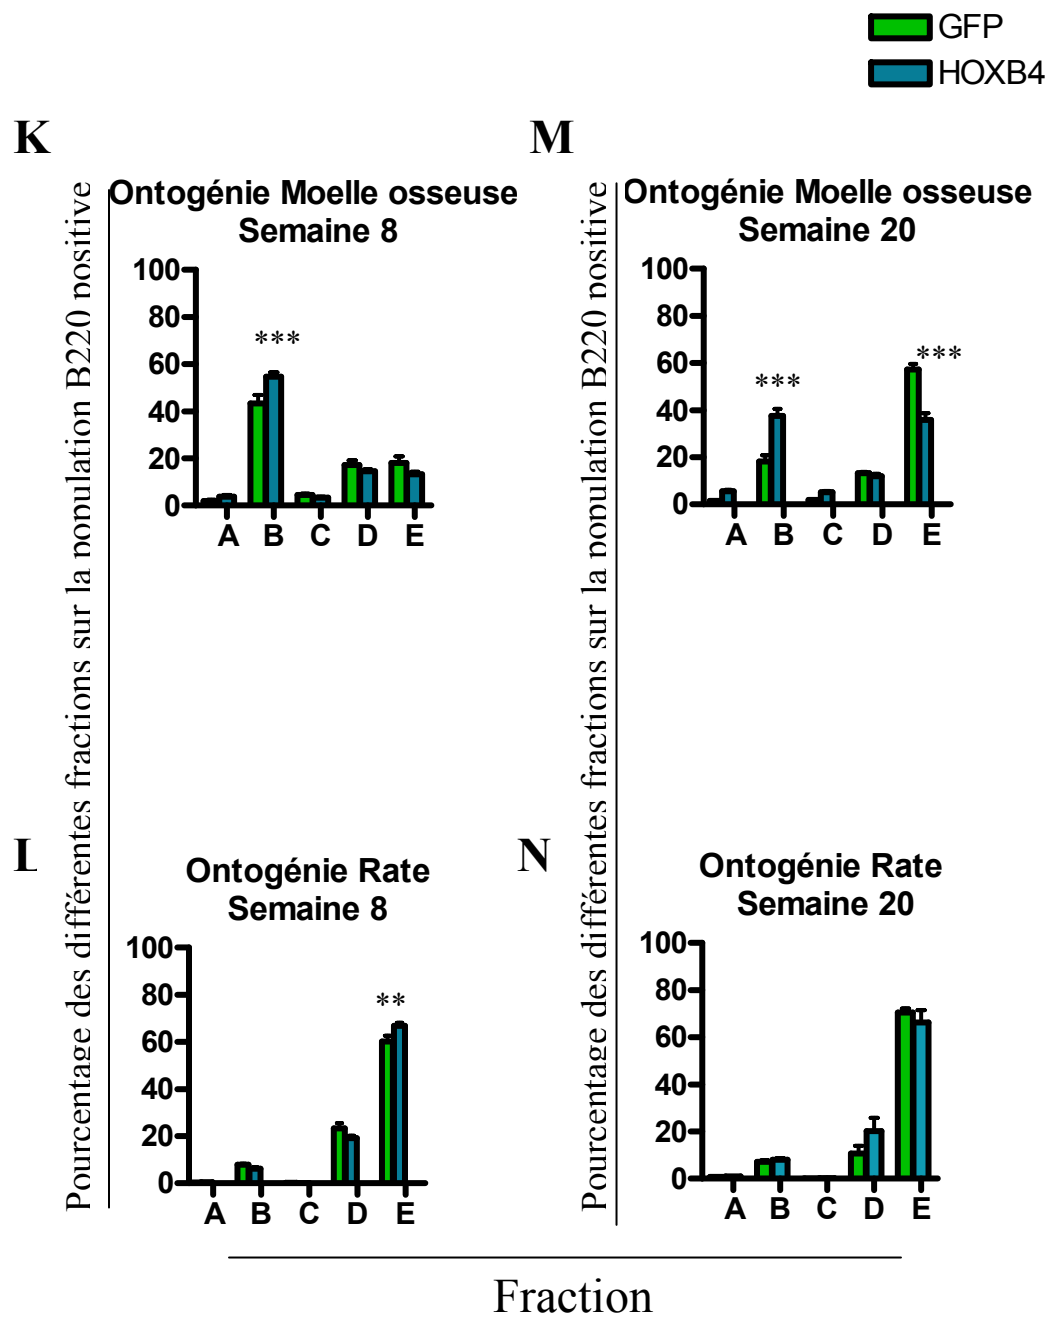 GFP
HOXB4
K
M
Pourcentage des différentes fractions sur la population B220 positive
Ontogénie Moelle osseuse
Semaine 8
100
80
60
40
20
0
***
A B C D E
Pourcentage des différentes fractions sur la population B220 positive
Ontogénie Moelle osseuse
Semaine 20
100
80
60
40
20
0
***
***
A B C D E
L
N
Ontogénie Rate
Semaine 8
100
80
60
40
20
0
**
A B C D E
Ontogénie Rate
Semaine 20
100
80
60
40
20
0
A B C D E
Fraction